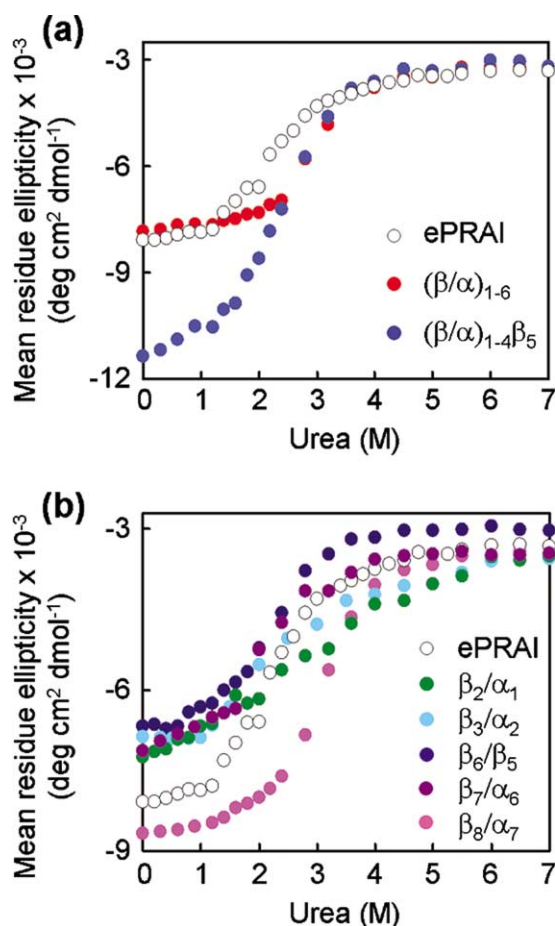 (a)
Mean residue ellipticity x 10⁻³
(deg cm² dmol⁻¹)
-3
-6
-9
-12
ePRAI
(β/α)₁₋₆
(β/α)₁₋₄β₅
0 1 2 3 4 5 6 7
Urea (M)
(b)
Mean residue ellipticity x 10⁻³
(deg cm² dmol⁻¹)
-3
-6
-9
ePRAI
β₂/α₁
β₃/α₂
β₆/β₅
β₇/α₆
β₈/α₇
0 1 2 3 4 5 6 7
Urea (M)